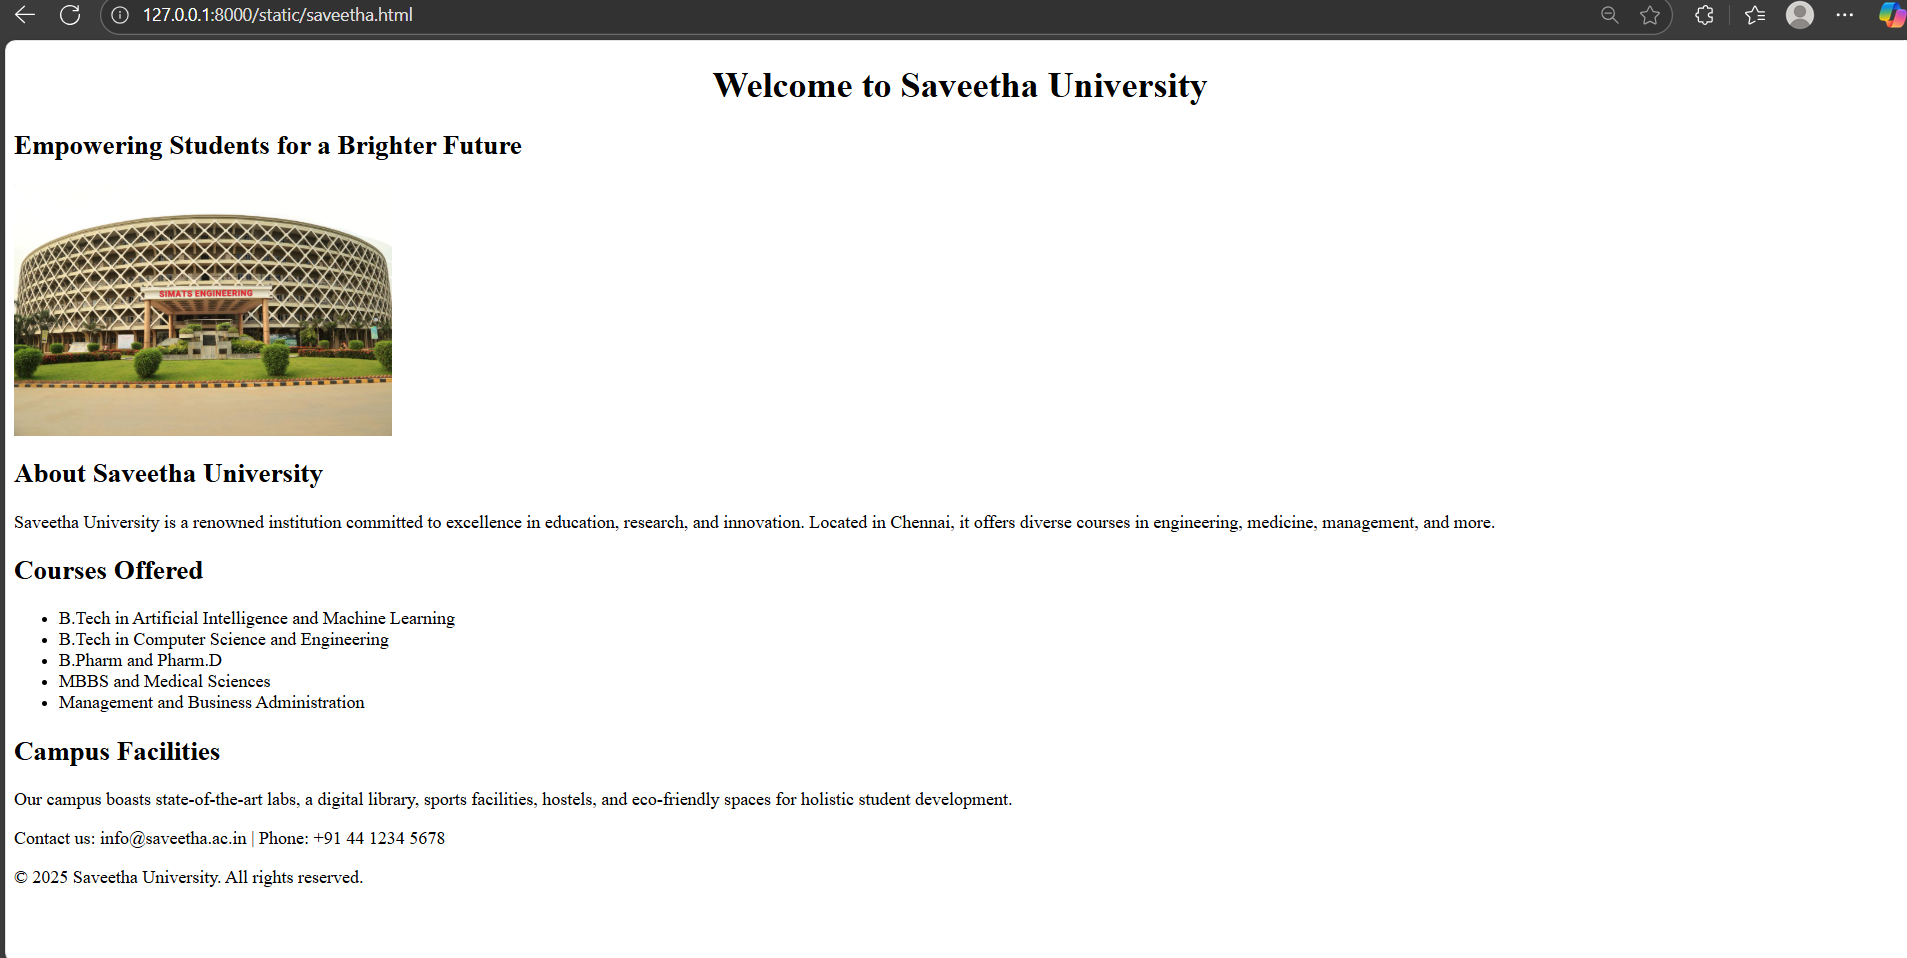 127.0.0.1:8000/static/saveetha.html
Welcome to Saveetha University
Empowering Students for a Brighter Future
SIMATS ENGINEERING
About Saveetha University
Saveetha University is a renowned institution committed to excellence in education, research, and innovation. Located in Chennai, it offers diverse courses in engineering, medicine, management, and more.
Courses Offered
• B.Tech in Artificial Intelligence and Machine Learning
• B.Tech in Computer Science and Engineering
• B.Pharm and Pharm.D
• MBBS and Medical Sciences
• Management and Business Administration
Campus Facilities
Our campus boasts state-of-the-art labs, a digital library, sports facilities, hostels, and eco-friendly spaces for holistic student development.
Contact us: info@saveetha.ac.in | Phone: +91 44 1234 5678
© 2025 Saveetha University. All rights reserved.